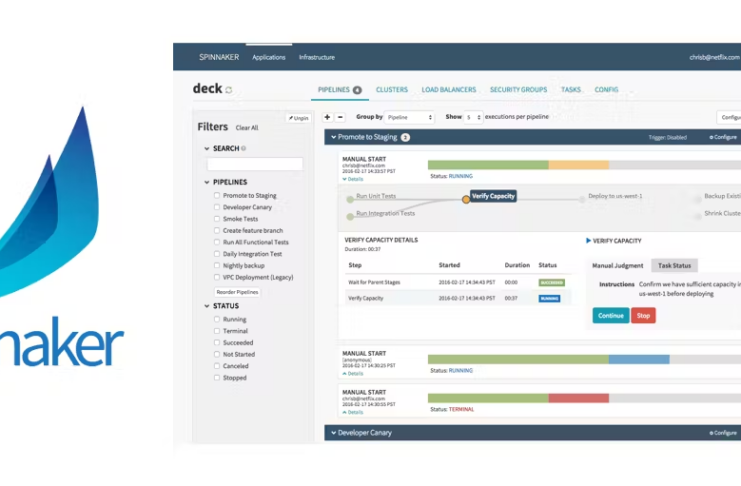 naker
SPINNAKER Applications Infrastructure chrisb@netflix.com
deck
PIPELINES 4 CLUSTERS LOAD BALANCERS SECURITY GROUPS TASKS CONFIG
Unpin
Filters Clear All
SEARCH
PIPELINES
Promote to Staging
Developer Canary
Smoke Tests
Create feature branch
Run All Functional Tests
Daily Integration Test
Nightly backup
VPC Deployment (Legacy)
Reorder Pipelines
STATUS
Running
Terminal
Succeeded
Not Started
Canceled
Stopped
+ − Group by Pipeline Show 5 executions per pipeline Configu
Promote to Staging 3 Trigger: Disabled Configure
MANUAL START
chrisb@netflix.com
2016-02-17 14:33:57 PST
Details
Status: RUNNING
Run Unit Tests Verify Capacity Deploy to us-west-1 Backup Existi
Run Integration Tests Shrink Cluste
VERIFY CAPACITY DETAILS
Duration: 00:37
Step Started Duration Status
Wait for Parent Stages 2016-02-17 14:34:43 PST 00:00 SUCCEEDED
Verify Capacity 2016-02-17 14:34:43 PST 00:37 RUNNING
VERIFY CAPACITY
Manual Judgment Task Status
Instructions Confirm we have sufficient capacity in
us-west-1 before deploying
Continue Stop
MANUAL START
[anonymous]
2016-02-17 14:30:25 PST
Details
Status: RUNNING
MANUAL START
chrisb@netflix.com
2016-02-17 14:30:55 PST
Details
Status: TERMINAL
Developer Canary Configure